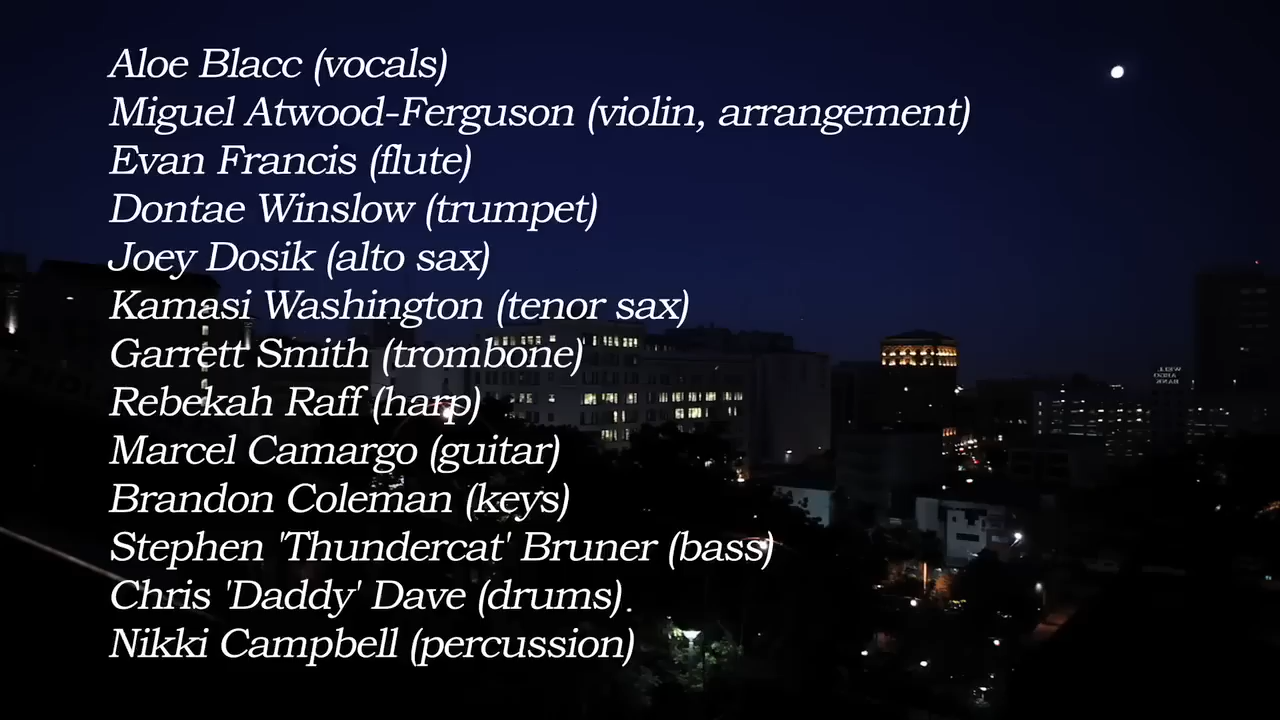 Aloe Blacc (vocals)
Miguel Atwood-Ferguson (violin, arrangement)
Evan Francis (flute)
Dontae Winslow (trumpet)
Joey Dosik (alto sax)
Kamasi Washington (tenor sax)
Garrett Smith (trombone)
Rebekah Raff (harp)
Marcel Camargo (guitar)
Brandon Coleman (keys)
Stephen 'Thundercat' Bruner (bass)
Chris 'Daddy' Dave (drums).
Nikki Campbell (percussion)